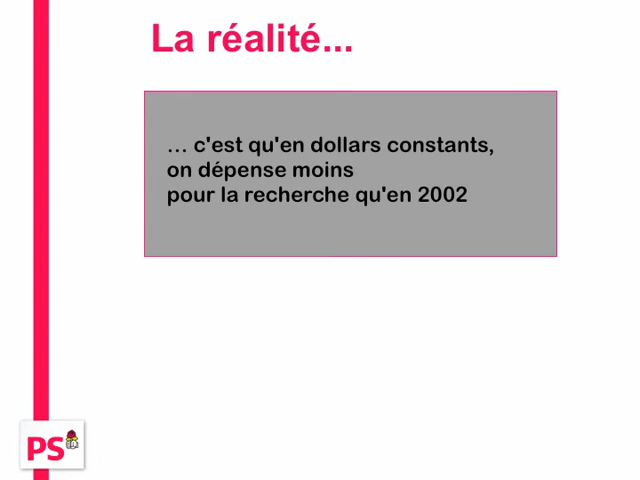 La réalité...
… c'est qu'en dollars constants,
on dépense moins
pour la recherche qu'en 2002
PS